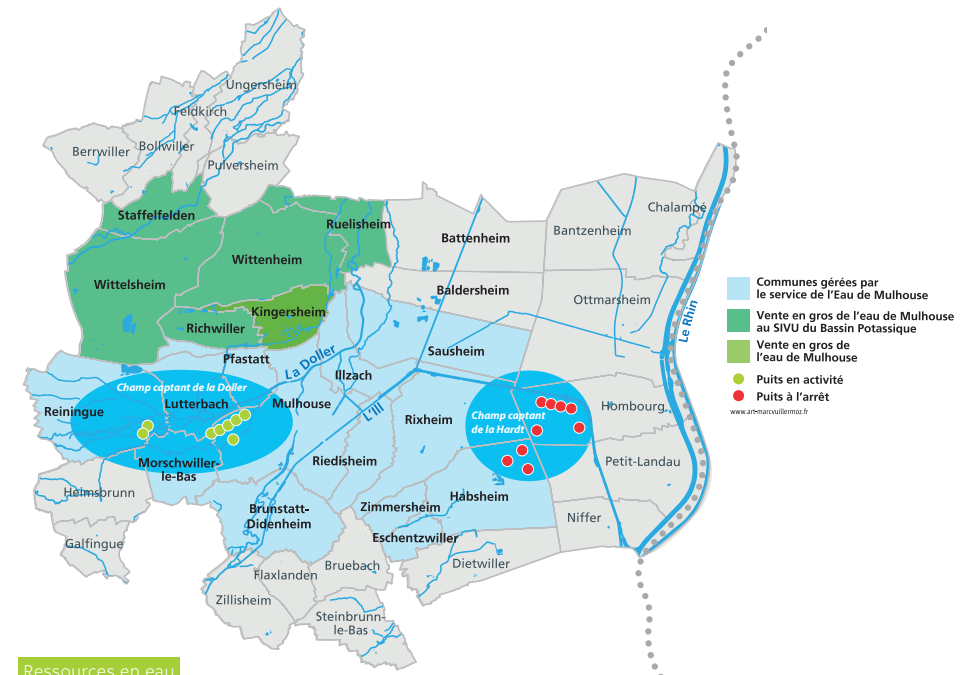 Ungersheim
Feldkirch
Bollwiller
Berrwiller
Pulversheim
Staffelfelden
Ruelisheim
Chalampé
Bantzenheim
Battenheim
Wittenheim
Wittelsheim
Baldersheim
Ottmarsheim
Kingersheim
Richwiller
Le Rhin
Pfastatt
La Doller
Sausheim
Illzach
Champ captant de la Doller
Reiningue
Lutterbach
Mulhouse
L'Ill
Rixheim
Champ captant
de la Hardt
Hombourg
Morschwiller-
le-Bas
Riedisheim
Petit-Landau
Heimsbrunn
Habsheim
Zimmersheim
Brunstatt-
Didenheim
Niffer
Galfingue
Eschentzwiller
Bruebach
Dietwiller
Flaxlanden
Zillisheim
Steinbrunn-
le-Bas
Communes gérées par
le service de l'Eau de Mulhouse
Vente en gros de l'eau de Mulhouse
au SIVU du Bassin Potassique
Vente en gros de
l'eau de Mulhouse
Puits en activité
Puits à l'arrêt
www.art-marcvuillermoz.fr
Ressources en eau